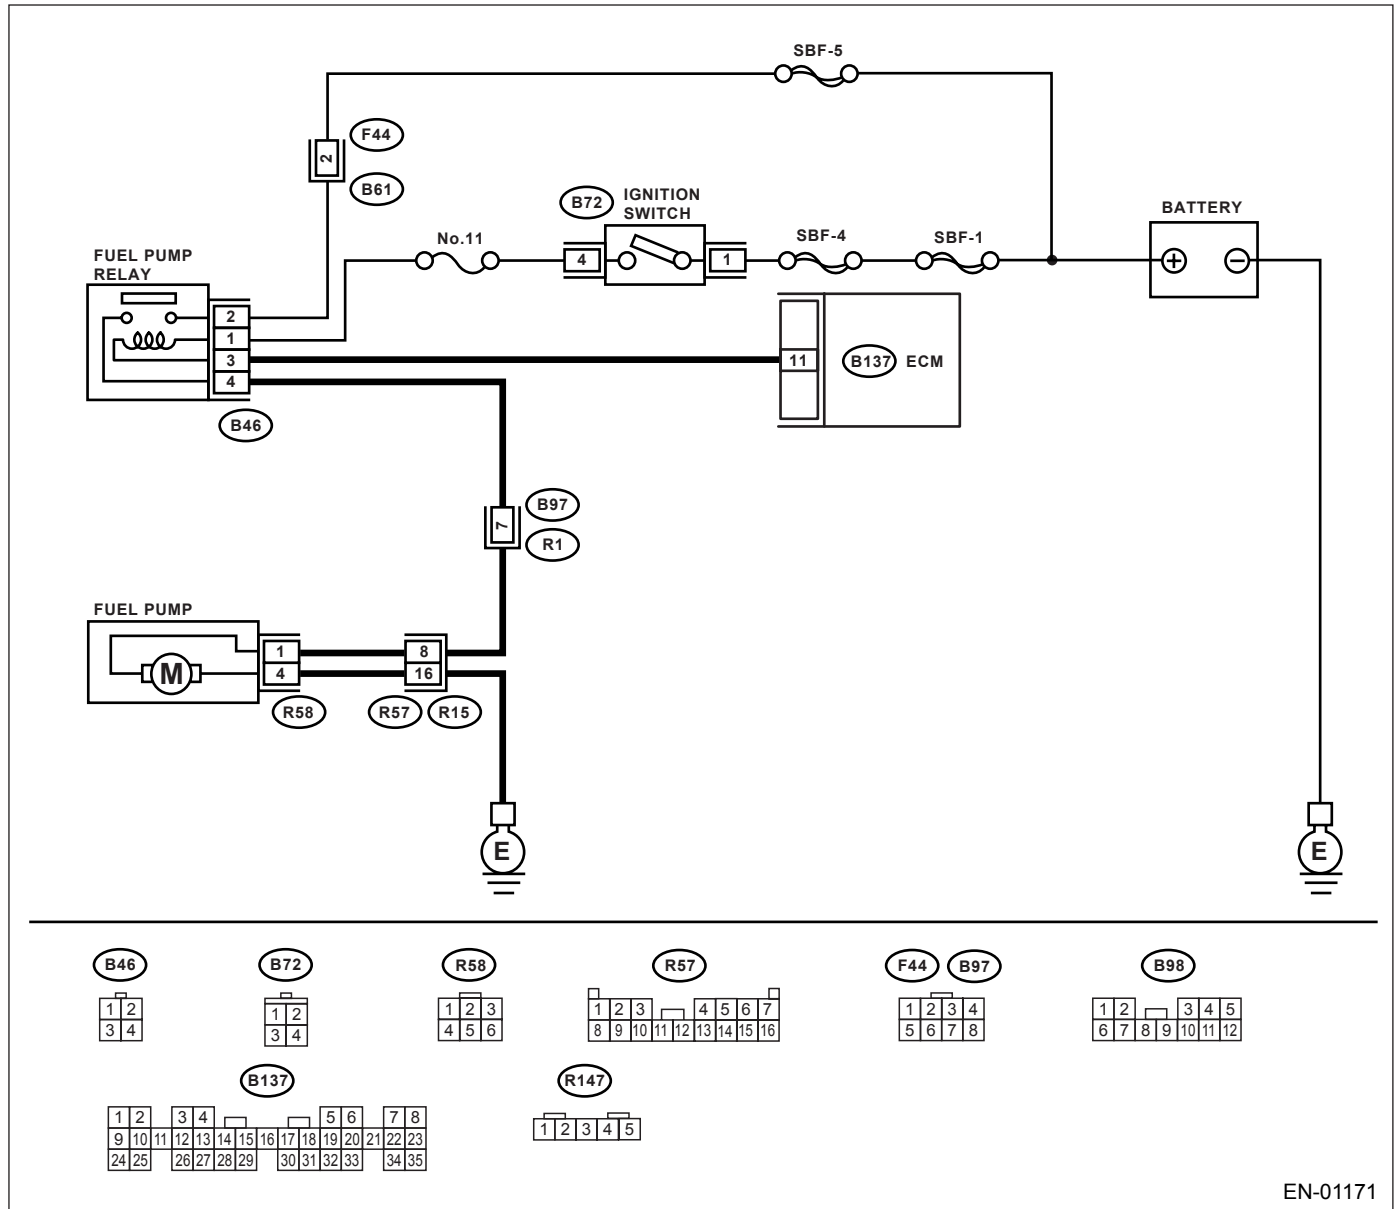 SBF-5
F44
2
B61
B72
IGNITION
SWITCH
BATTERY
No.11
SBF-4
SBF-1
FUEL PUMP
RELAY
4
1
+
−
2
1
3
4
11
B137
ECM
B46
B97
7
R1
FUEL PUMP
M
1
8
4
16
R58
R57
R15
E
E
B46
B72
R58
R57
F44
B97
B98
1 2
3 4
1 2
3 4
1 2 3
4 5 6
1 2 3 4 5 6 7
8 9 10 11 12 13 14 15 16
1 2 3 4
5 6 7 8
1 2 3 4 5
6 7 8 9 10 11 12
B137
R147
1 2 3 4 5 6 7 8
9 10 11 12 13 14 15 16 17 18 19 20 21 22 23
24 25 26 27 28 29 30 31 32 33 34 35
1 2 3 4 5
EN-01171